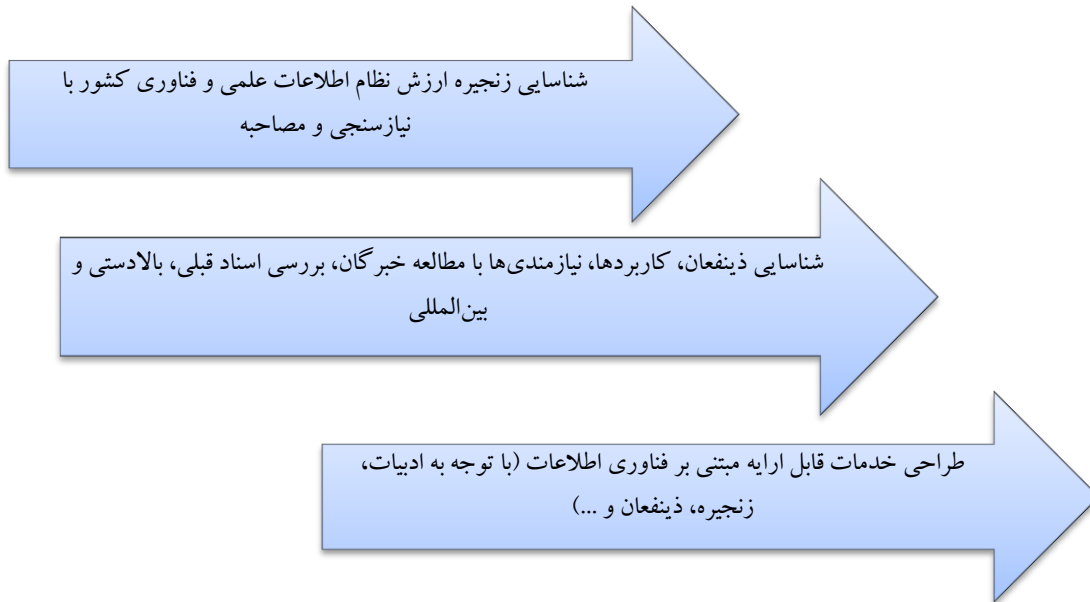 شناسایی زنجیره ارزش نظام اطلاعات علمی و فناوری کشور با
نیازسنجی و مصاحبه
شناسایی ذینفعان، کاربردها، نیازمندی‌ها با مطالعه خبرگان، بررسی اسناد قبلی، بالادستی و
بین‌المللی
طراحی خدمات قابل ارایه مبتنی بر فناوری اطلاعات (با توجه به ادبیات،
زنجیره، ذینفعان و ...)